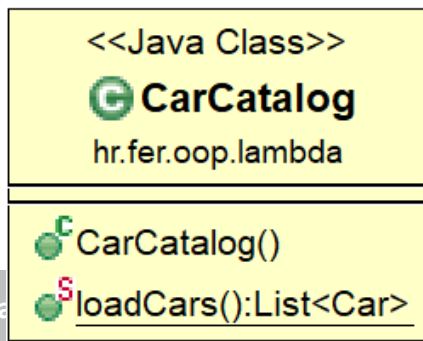 <<Java Class>>
C CarCatalog
hr.fer.oop.lambda
C CarCatalog()
S loadCars():List<Car>